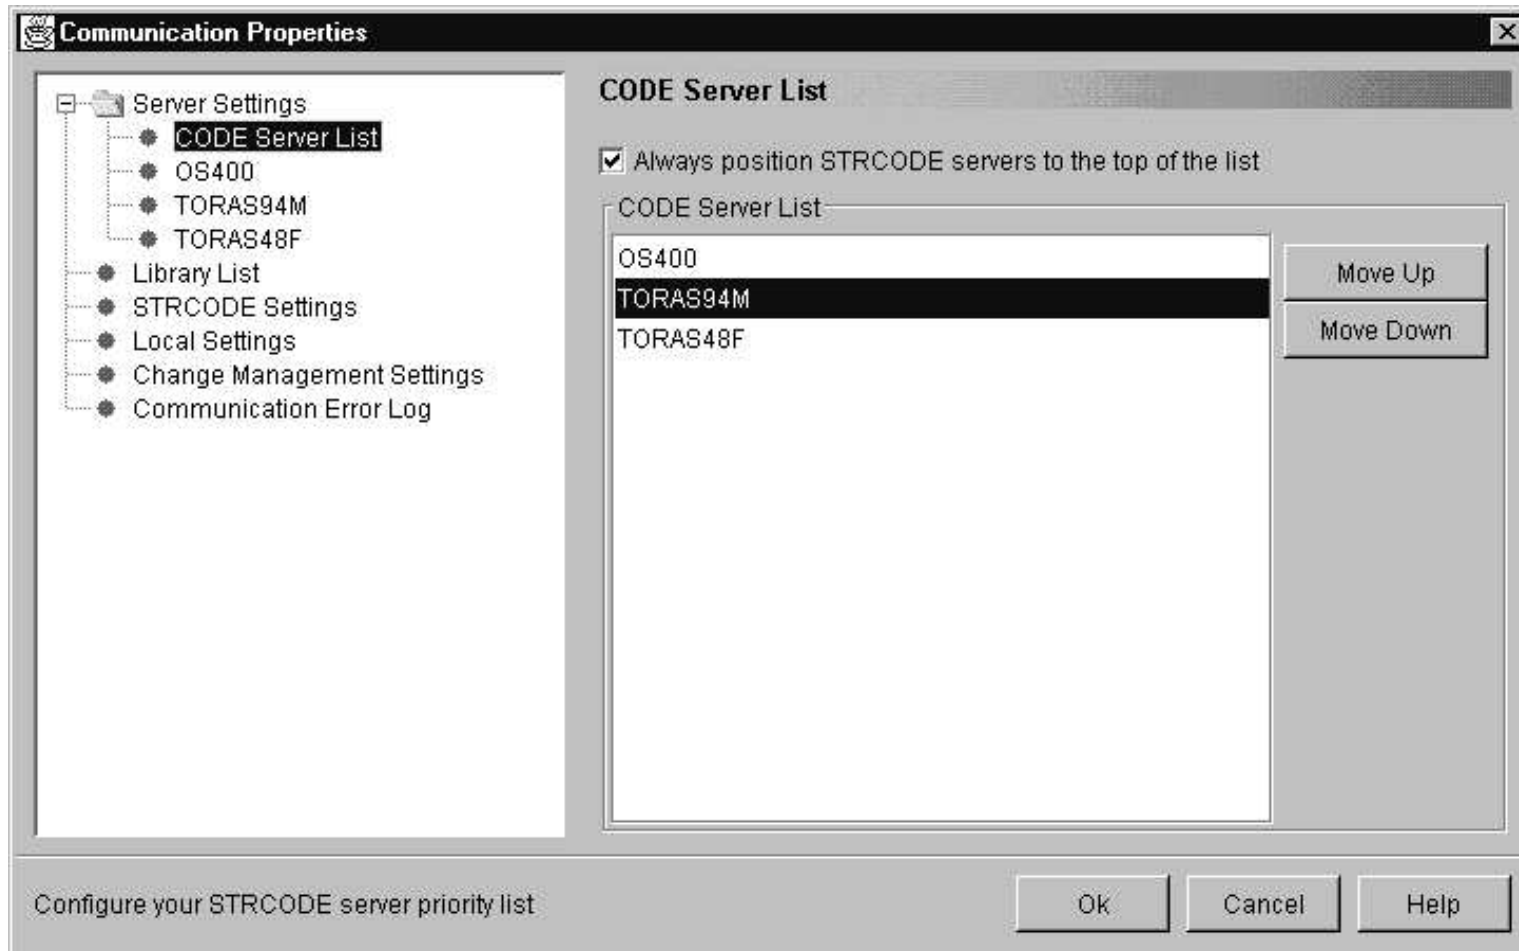 Communication Properties
Server Settings
CODE Server List
OS400
TORAS94M
TORAS48F
Library List
STRCODE Settings
Local Settings
Change Management Settings
Communication Error Log
CODE Server List
Always position STRCODE servers to the top of the list
CODE Server List
OS400
TORAS94M
TORAS48F
Move Up
Move Down
Configure your STRCODE server priority list
Ok
Cancel
Help